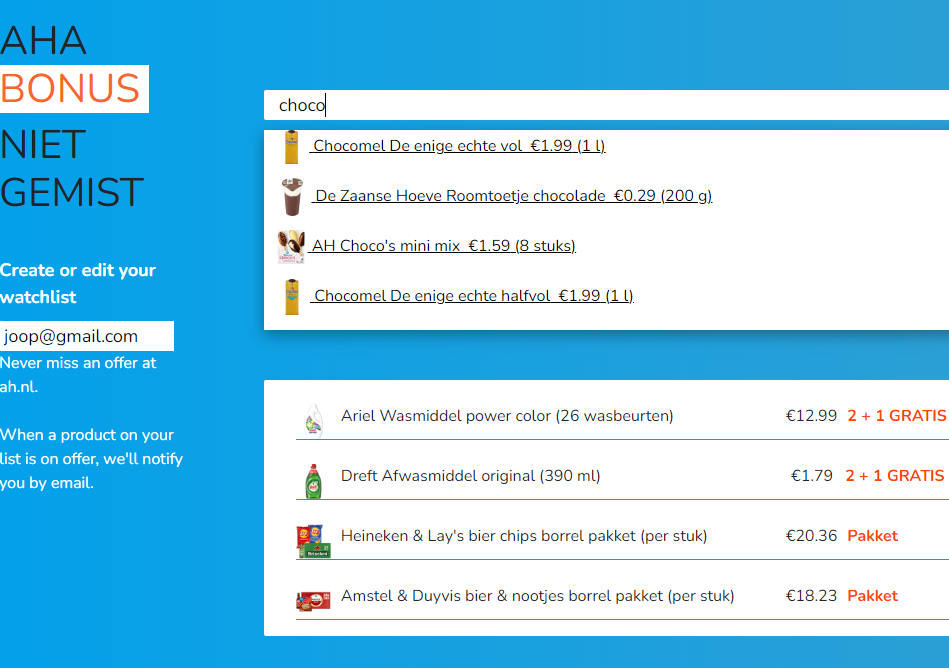 AHA
BONUS
NIET
GEMIST
Create or edit your
watchlist
joop@gmail.com
Never miss an offer at
ah.nl.
When a product on your
list is on offer, we'll notify
you by email.
choco
Chocomel De enige echte vol €1.99 (1 l)
De Zaanse Hoeve Roomtoetje chocolade €0.29 (200 g)
AH Choco's mini mix €1.59 (8 stuks)
Chocomel De enige echte halfvol €1.99 (1 l)
Ariel Wasmiddel power color (26 wasbeurten) €12.99 2 + 1 GRATIS
Dreft Afwasmiddel original (390 ml) €1.79 2 + 1 GRATIS
Heineken & Lay's bier chips borrel pakket (per stuk) €20.36 Pakket
Amstel & Duyvis bier & nootjes borrel pakket (per stuk) €18.23 Pakket